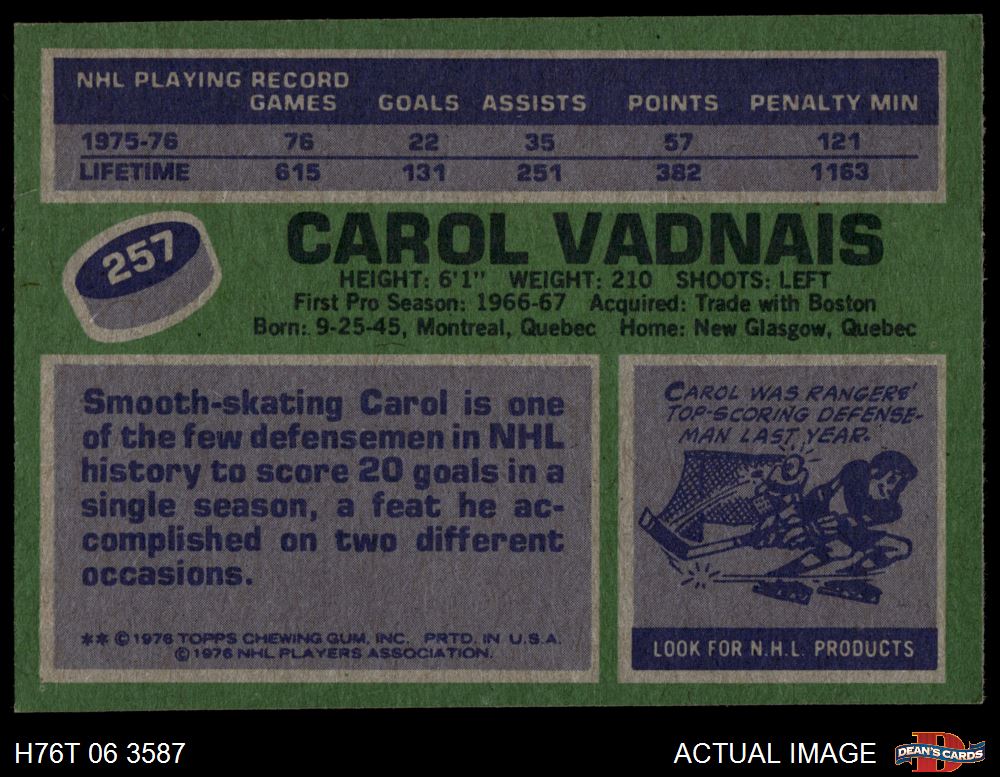 NHL PLAYING RECORD
GAMES GOALS ASSISTS POINTS PENALTY MIN
1975-76 76 22 35 57 121
LIFETIME 615 131 251 382 1163
257
CAROL VADNAIS
HEIGHT: 6'1" WEIGHT: 210 SHOOTS: LEFT
First Pro Season: 1966-67 Acquired: Trade with Boston
Born: 9-25-45, Montreal, Quebec Home: New Glasgow, Quebec
Smooth-skating Carol is one
of the few defensemen in NHL
history to score 20 goals in a
single season, a feat he ac-
complished on two different
occasions.
** © 1976 TOPPS CHEWING GUM, INC. PRTD. IN U.S.A.
© 1976 NHL PLAYERS ASSOCIATION.
CAROL WAS RANGERS'
TOP-SCORING DEFENSE-
MAN LAST YEAR.
LOOK FOR N.H.L. PRODUCTS
H76T 06 3587
ACTUAL IMAGE
D
DEAN'S CARDS